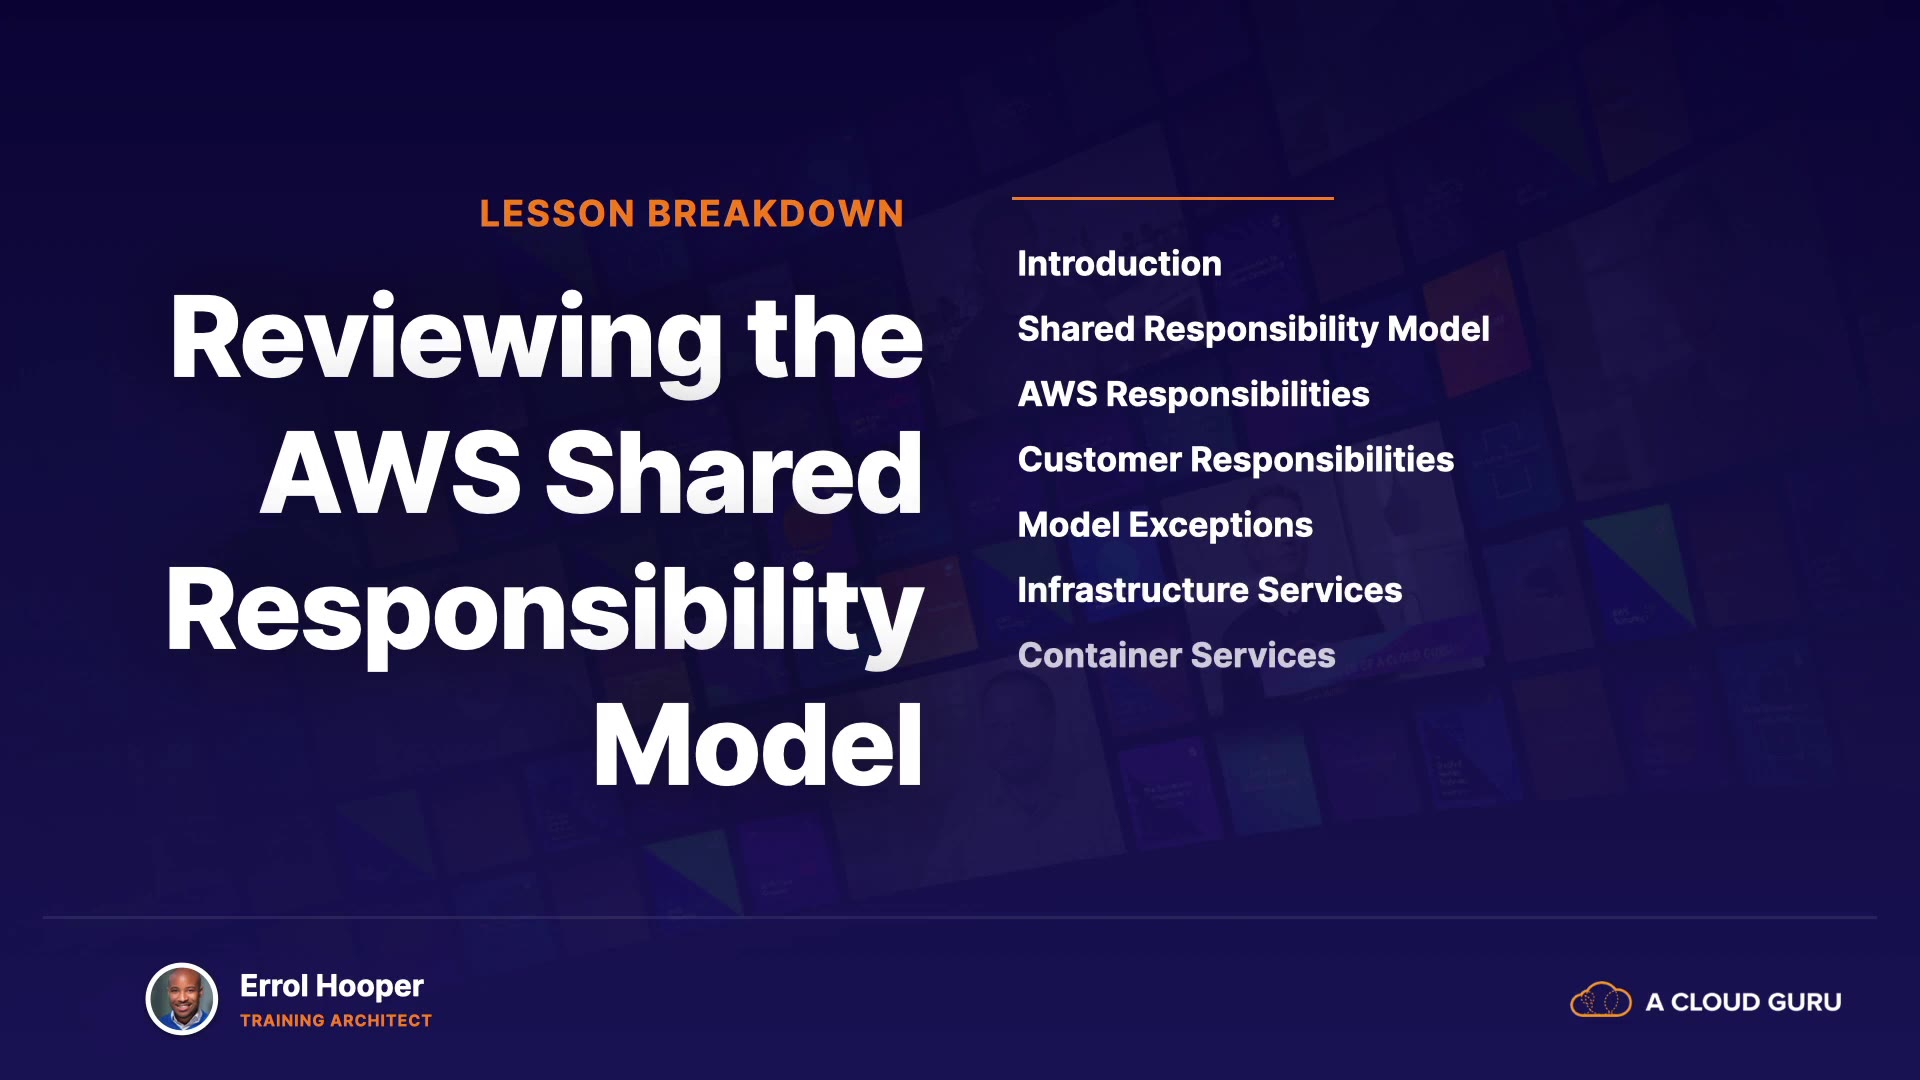 LESSON BREAKDOWN
Reviewing the
AWS Shared
Responsibility
Model
Introduction
Shared Responsibility Model
AWS Responsibilities
Customer Responsibilities
Model Exceptions
Infrastructure Services
Container Services
Errol Hooper
TRAINING ARCHITECT
A CLOUD GURU